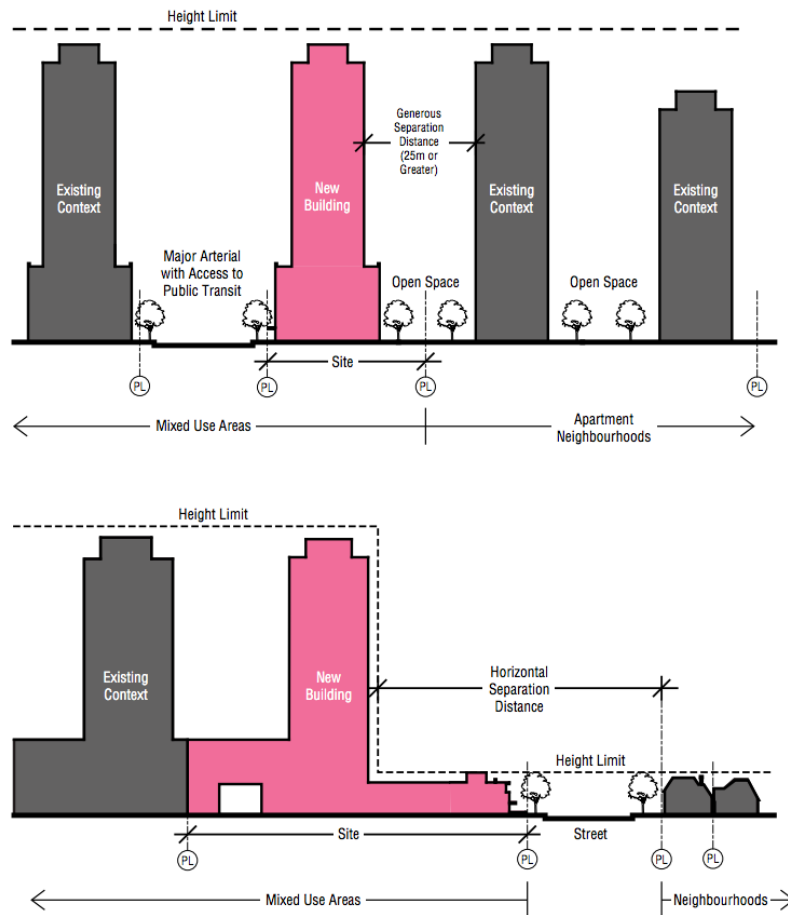 Height Limit
Generous
Separation
Distance
(25m or
Greater)
Existing
Context
New
Building
Existing
Context
Existing
Context
Major Arterial
with Access to
Public Transit
Open Space
Open Space
Site
PL
PL
PL
PL
Mixed Use Areas
Apartment
Neighbourhoods
Height Limit
Existing
Context
New
Building
Horizontal
Separation
Distance
Height Limit
Site
Street
PL
PL
PL
PL
Mixed Use Areas
Neighbourhoods